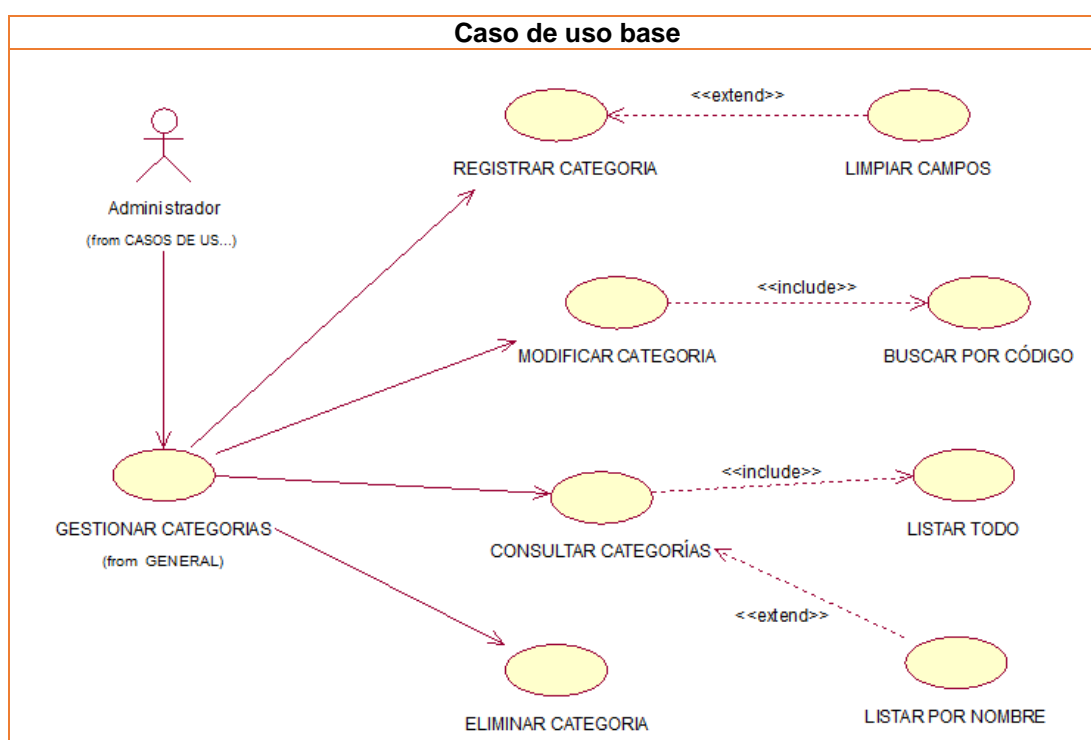 Caso de uso base
<<extend>>
REGISTRAR CATEGORIA
LIMPIAR CAMPOS
Administrador
(from CASOS DE US...)
<<include>>
MODIFICAR CATEGORIA
BUSCAR POR CÓDIGO
<<include>>
GESTIONAR CATEGORIAS
(from GENERAL)
CONSULTAR CATEGORÍAS
LISTAR TODO
<<extend>>
ELIMINAR CATEGORIA
LISTAR POR NOMBRE